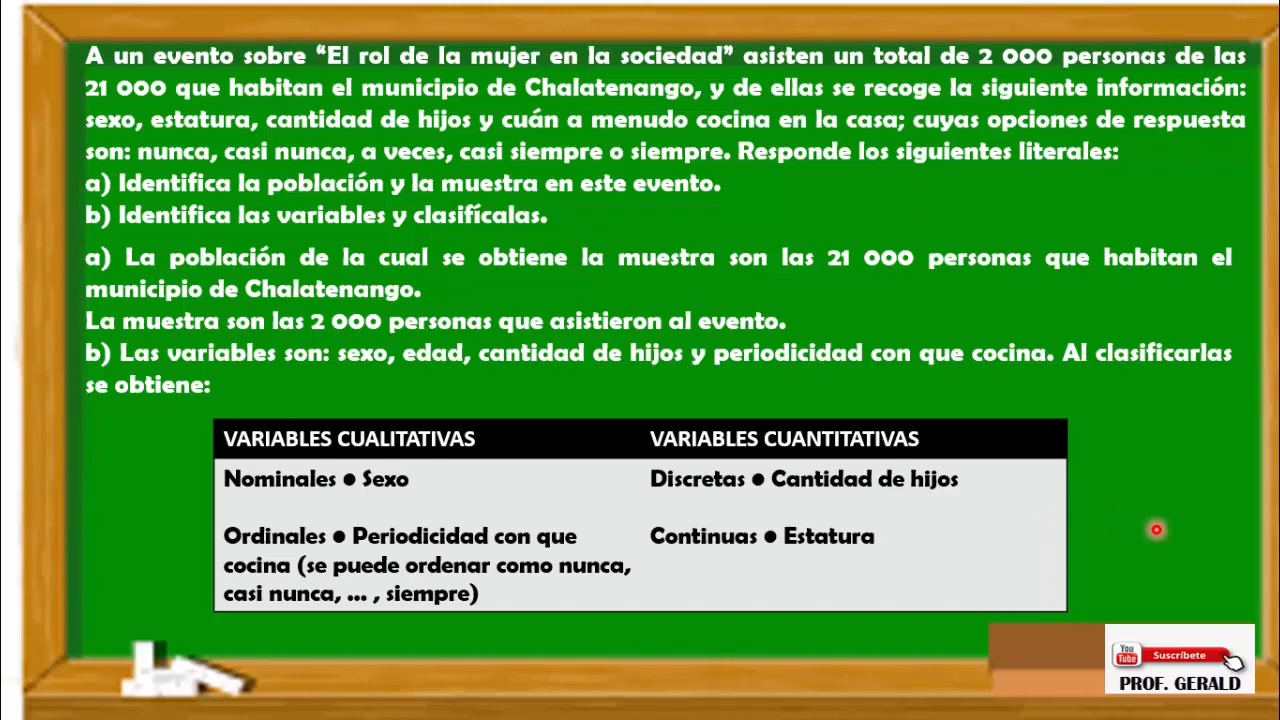 A un evento sobre “El rol de la mujer en la sociedad” asisten un total de 2 000 personas de las
21 000 que habitan el municipio de Chalatenango, y de ellas se recoge la siguiente información:
sexo, estatura, cantidad de hijos y cuán a menudo cocina en la casa; cuyas opciones de respuesta
son: nunca, casi nunca, a veces, casi siempre o siempre. Responde los siguientes literales:
a) Identifica la población y la muestra en este evento.
b) Identifica las variables y clasifícalas.
a) La población de la cual se obtiene la muestra son las 21 000 personas que habitan el
municipio de Chalatenango.
La muestra son las 2 000 personas que asistieron al evento.
b) Las variables son: sexo, edad, cantidad de hijos y periodicidad con que cocina. Al clasificarlas
se obtiene:
VARIABLES CUALITATIVAS VARIABLES CUANTITATIVAS
Nominales ● Sexo Discretas ● Cantidad de hijos
Ordinales ● Periodicidad con que Continuas ● Estatura
cocina (se puede ordenar como nunca,
casi nunca, ... , siempre)
You Tube Suscríbete
PROF. GERALD